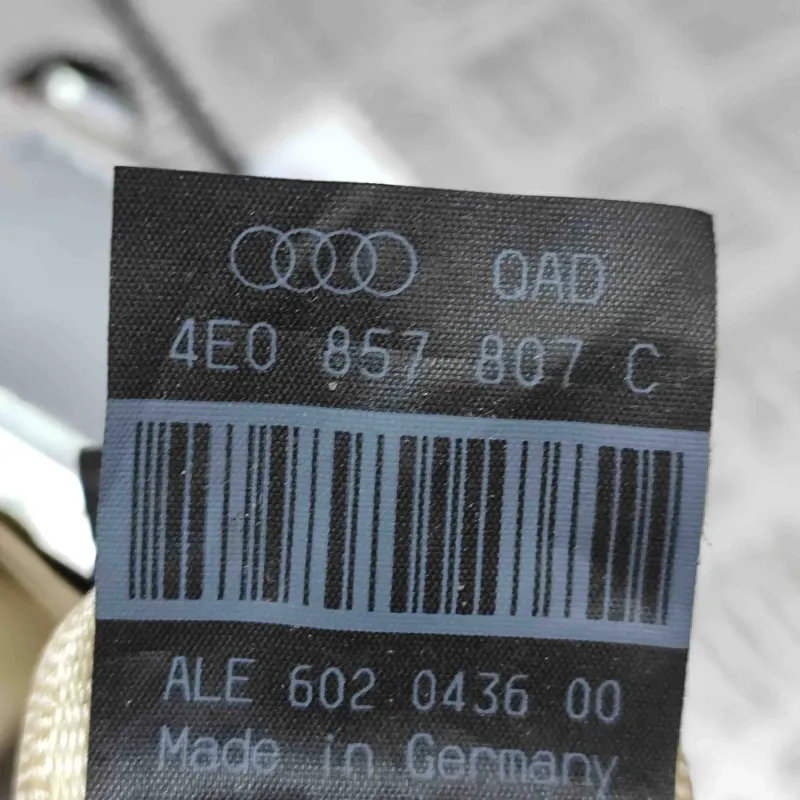 QAD
4E0 857 807 C
ALE 602 0436 00
Made in Germany